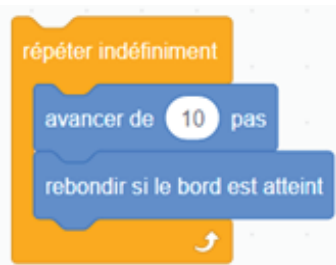 répéter indéfiniment
avancer de 10 pas
rebondir si le bord est atteint